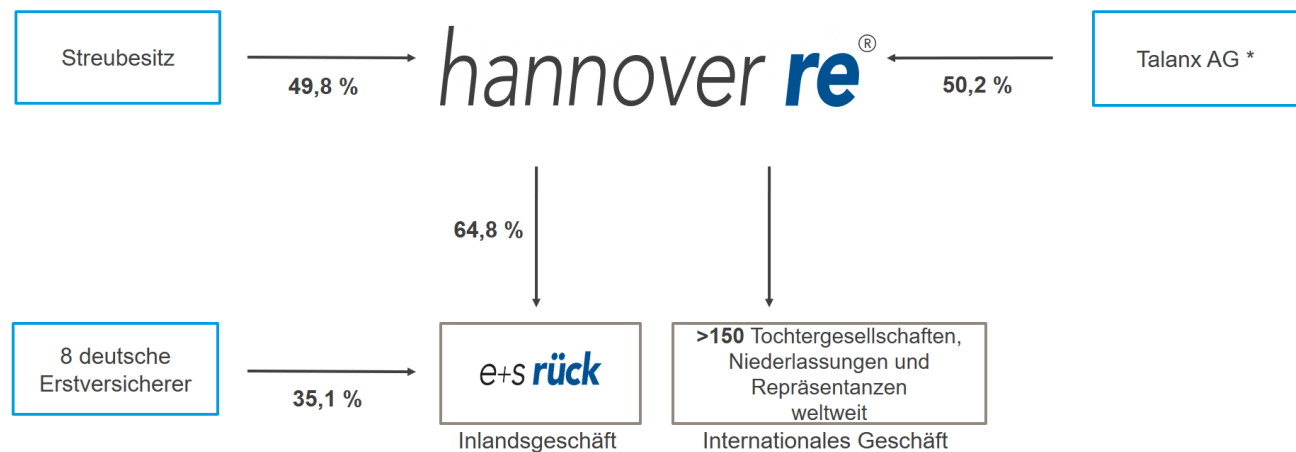 Streubesitz
49,8 %
hannover re®
50,2 %
Talanx AG *
64,8 %
8 deutsche
Erstversicherer
35,1 %
e+s rück
Inlandsgeschäft
>150 Tochtergesellschaften,
Niederlassungen und
Repräsentanzen
weltweit
Internationales Geschäft